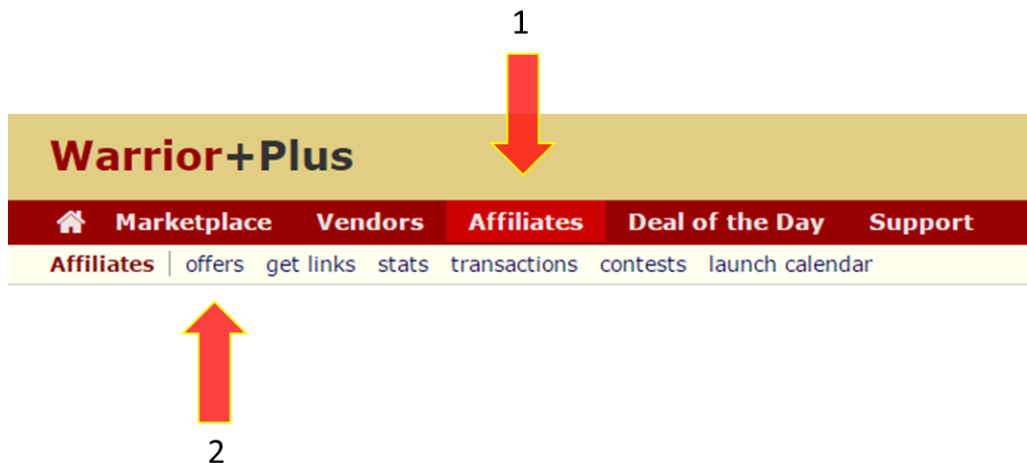 1
Warrior+Plus
Marketplace Vendors Affiliates Deal of the Day Support
Affiliates | offers get links stats transactions contests launch calendar
2